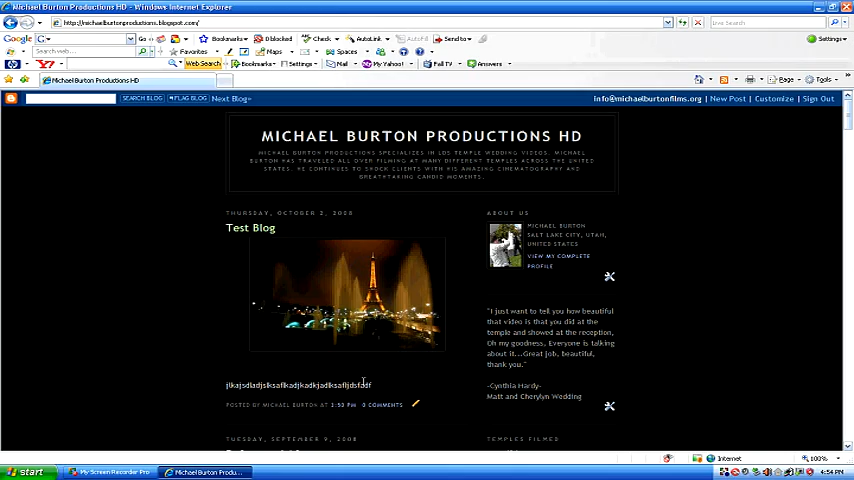 Michael Burton Productions HD - Windows Internet Explorer
http://michaelburtonproductions.blogspot.com/
Live Search
Google
Go
Bookmarks
0 blocked
Check
AutoLink
AutoFill
Send to
Settings
Search web...
Favorites
Maps
Spaces
Web Search
Bookmarks
Settings
Mail
My Yahoo!
Fall TV
Answers
Michael Burton Productions HD
Page
Tools
SEARCH BLOG
FLAG BLOG
Next Blog»
info@michaelburtonfilms.org | New Post | Customize | Sign Out
MICHAEL BURTON PRODUCTIONS HD
MICHAEL BURTON PRODUCTIONS SPECIALIZES IN LDS TEMPLE WEDDING VIDEOS. MICHAEL
BURTON HAS TRAVELED ALL OVER FILMING AT MANY DIFFERENT TEMPLES ACROSS THE UNITED
STATES. HE CONTINUES TO SHOCK CLIENTS WITH HIS AMAZING CINEMATOGRAPHY AND
BREATHTAKING CANDID MOMENTS.
THURSDAY, OCTOBER 2, 2008
Test Blog
POSTED BY MICHAEL BURTON AT 3:50 PM 0 COMMENTS
TUESDAY, SEPTEMBER 9, 2008
ABOUT US
MICHAEL BURTON
SALT LAKE CITY, UTAH,
UNITED STATES
VIEW MY COMPLETE
PROFILE
"I just want to tell you how beautiful
that video is that you did at the
temple and showed at the reception,
Oh my goodness. Everyone is talking
about it...Great job, beautiful,
thank you."
-Cynthia Hardy-
Matt and Cherylyn Wedding
TEMPLES FILMED
Internet
100%
start
My Screen Recorder Pro
Michael Burton Produ...
4:54 PM